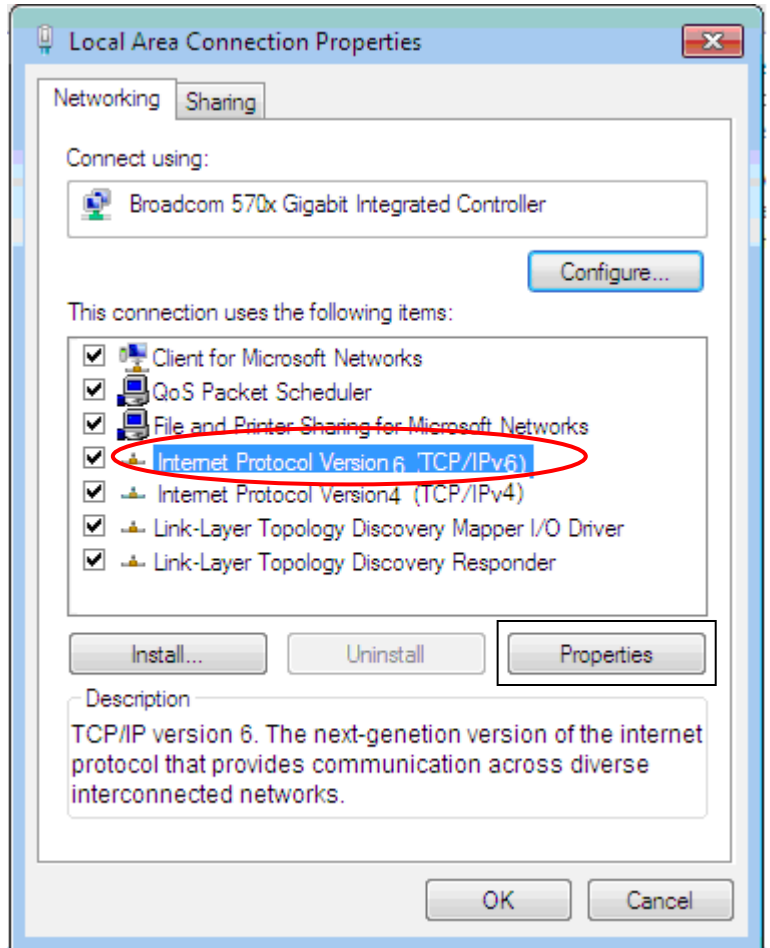 Local Area Connection Properties
Networking
Sharing
Connect using:
Broadcom 570x Gigabit Integrated Controller
Configure...
This connection uses the following items:
Client for Microsoft Networks
QoS Packet Scheduler
File and Printer Sharing for Microsoft Networks
Internet Protocol Version 6 (TCP/IPv6)
Internet Protocol Version4 (TCP/IPv4)
Link-Layer Topology Discovery Mapper I/O Driver
Link-Layer Topology Discovery Responder
Install...
Uninstall
Properties
Description
TCP/IP version 6. The next-genetion version of the internet
protocol that provides communication across diverse
interconnected networks.
OK
Cancel